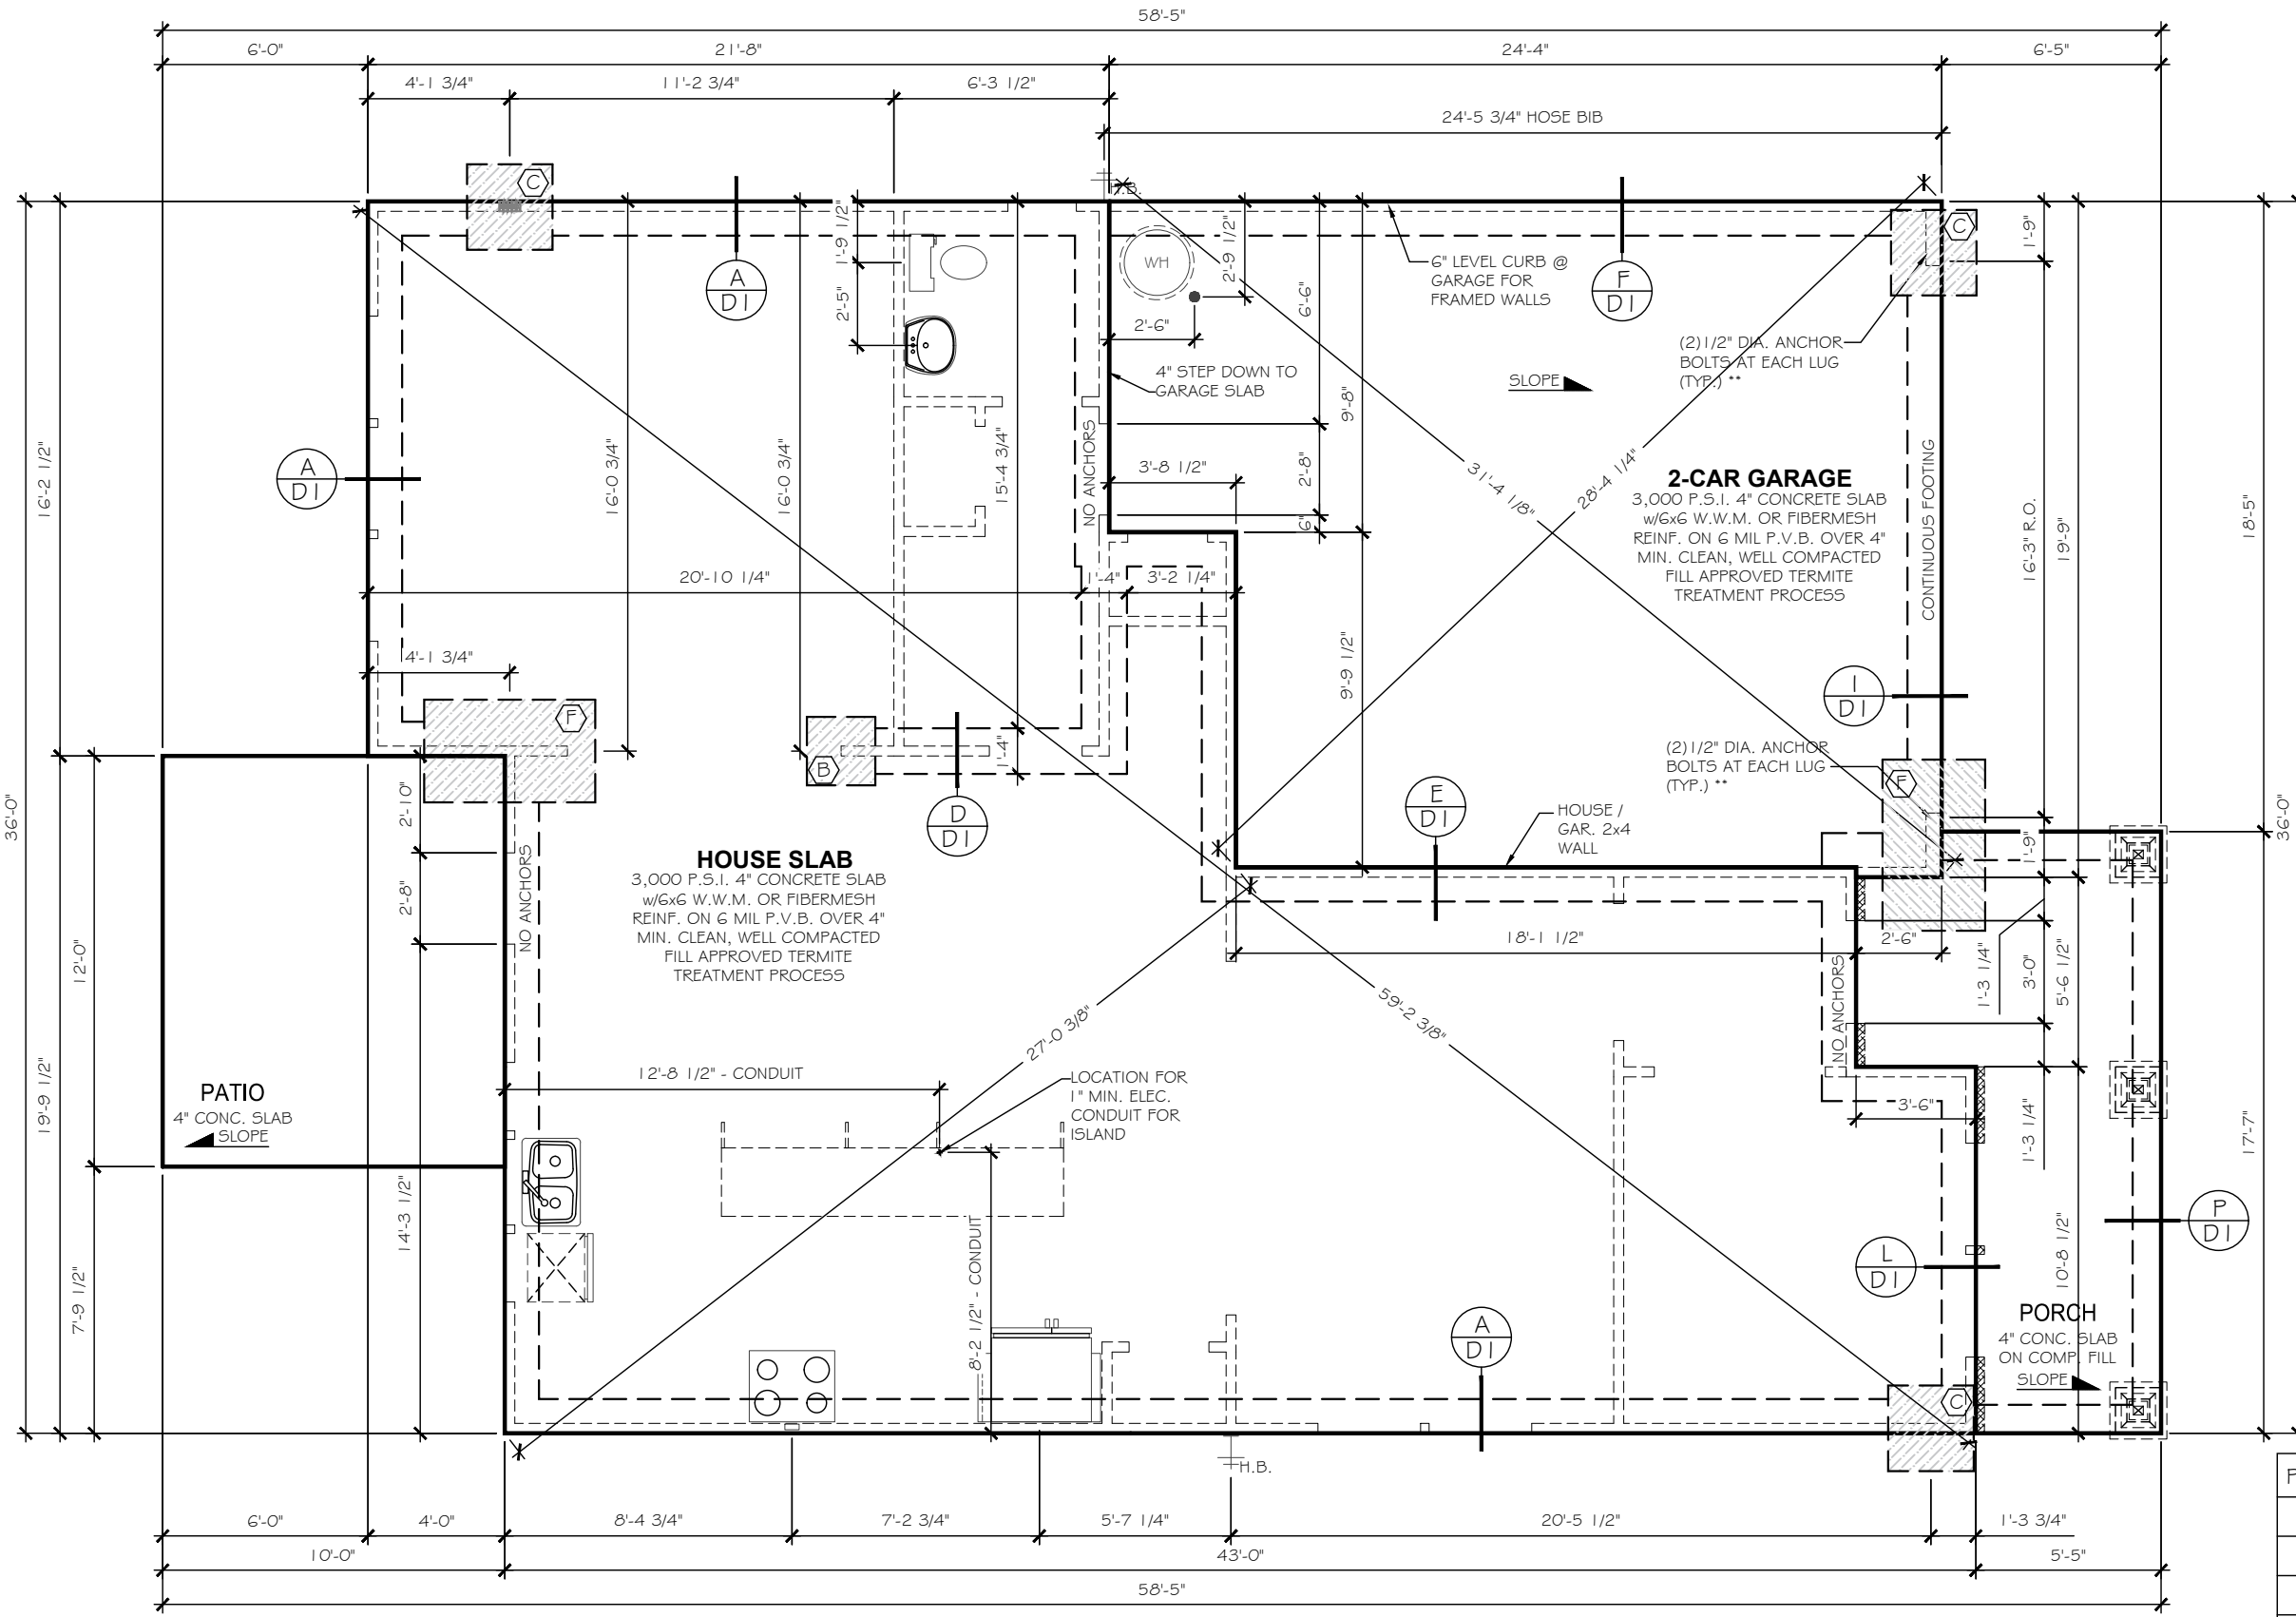 58'-5"
6'-0"
21'-8"
24'-4"
6'-5"
4'-1 3/4"
11'-2 3/4"
6'-3 1/2"
24'-5 3/4" HOSE BIB
C
H.B.
A
D1
1'-9 1/2"
2'-5"
WH
2'-9 1/2"
2'-6"
6'-6"
6" LEVEL CURB @
GARAGE FOR
FRAMED WALLS
F
D1
C
1'-9"
(2)1/2" DIA. ANCHOR
BOLTS AT EACH LUG
(TYP.) **
4" STEP DOWN TO
GARAGE SLAB
SLOPE
9'-8"
16'-2 1/2"
A
D1
16'-0 3/4"
16'-0 3/4"
15'-4 3/4"
NO ANCHORS
3'-8 1/2"
2'-8"
6"
31'-4 1/8"
28'-4 1/4"
2-CAR GARAGE
3,000 P.S.I. 4" CONCRETE SLAB
w/6x6 W.W.M. OR FIBERMESH
REINF. ON 6 MIL P.V.B. OVER 4"
MIN. CLEAN, WELL COMPACTED
FILL APPROVED TERMITE
TREATMENT PROCESS
CONTINUOUS FOOTING
16'-3" R.O.
19'-9"
18'-5"
20'-10 1/4"
1'-4"
3'-2 1/4"
4'-1 3/4"
9'-9 1/2"
I
D1
F
B
1'-4"
D
D1
(2)1/2" DIA. ANCHOR
BOLTS AT EACH LUG
(TYP.) **
F
E
D1
HOUSE /
GAR. 2x4
WALL
36'-0"
36'-0"
2'-10"
2'-8"
NO ANCHORS
HOUSE SLAB
3,000 P.S.I. 4" CONCRETE SLAB
w/6x6 W.W.M. OR FIBERMESH
REINF. ON 6 MIL P.V.B. OVER 4"
MIN. CLEAN, WELL COMPACTED
FILL APPROVED TERMITE
TREATMENT PROCESS
1'-9"
18'-1 1/2"
2'-6"
1'-3 1/4"
3'-0"
5'-6 1/2"
12'-0"
NO ANCHORS
27'-0 3/8"
59'-2 3/8"
12'-8 1/2" - CONDUIT
LOCATION FOR
1" MIN. ELEC.
CONDUIT FOR
ISLAND
PATIO
4" CONC. SLAB
SLOPE
19'-9 1/2"
3'-6"
1'-3 1/4"
17'-7"
14'-3 1/2"
7'-9 1/2"
8'-2 1/2" - CONDUIT
P
D1
L
D1
10'-8 1/2"
A
D1
PORCH
4" CONC. SLAB
ON COMP. FILL
SLOPE
C
H.B.
6'-0"
4'-0"
8'-4 3/4"
7'-2 3/4"
5'-7 1/4"
20'-5 1/2"
1'-3 3/4"
10'-0"
43'-0"
5'-5"
58'-5"